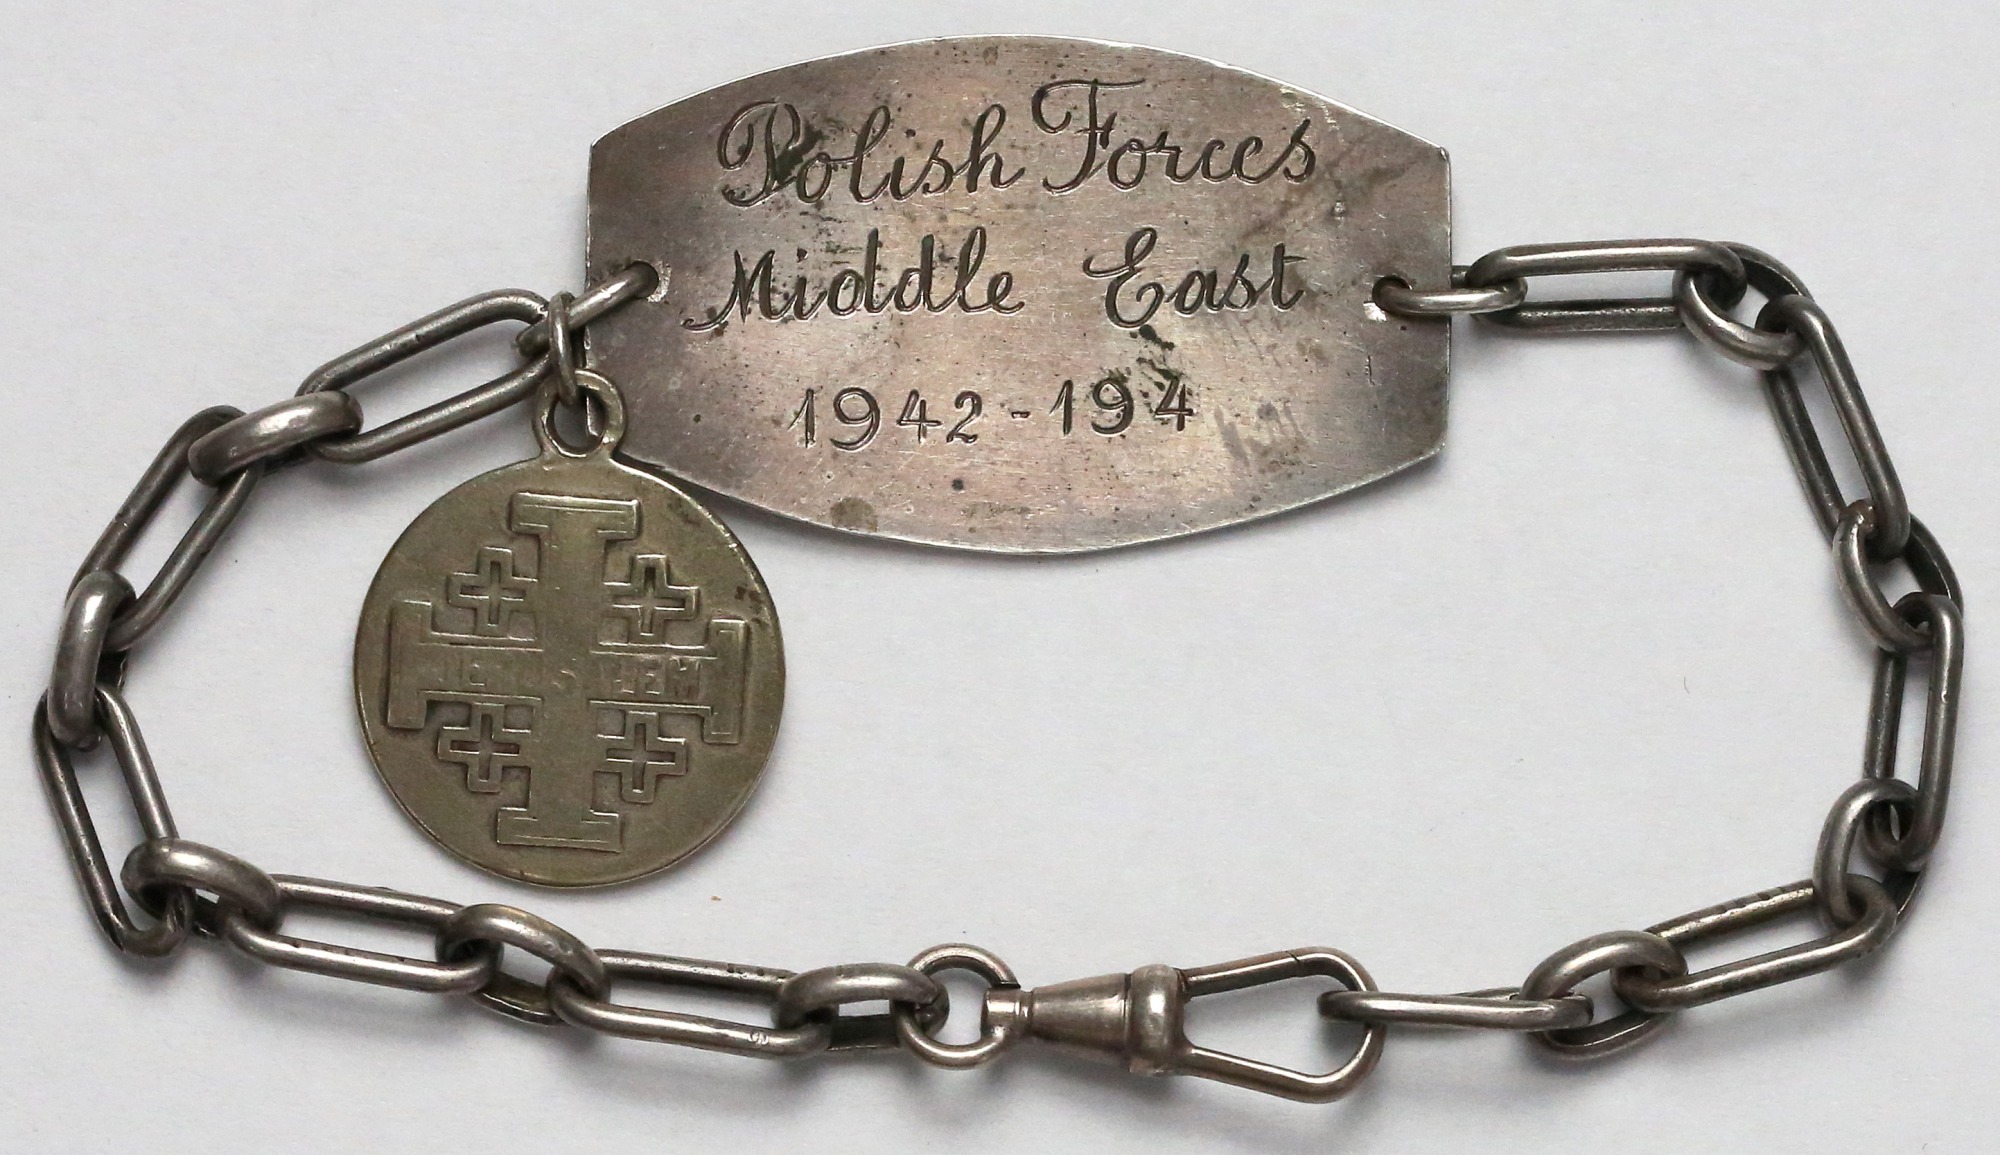 Polish Forces
Middle East
1942-194